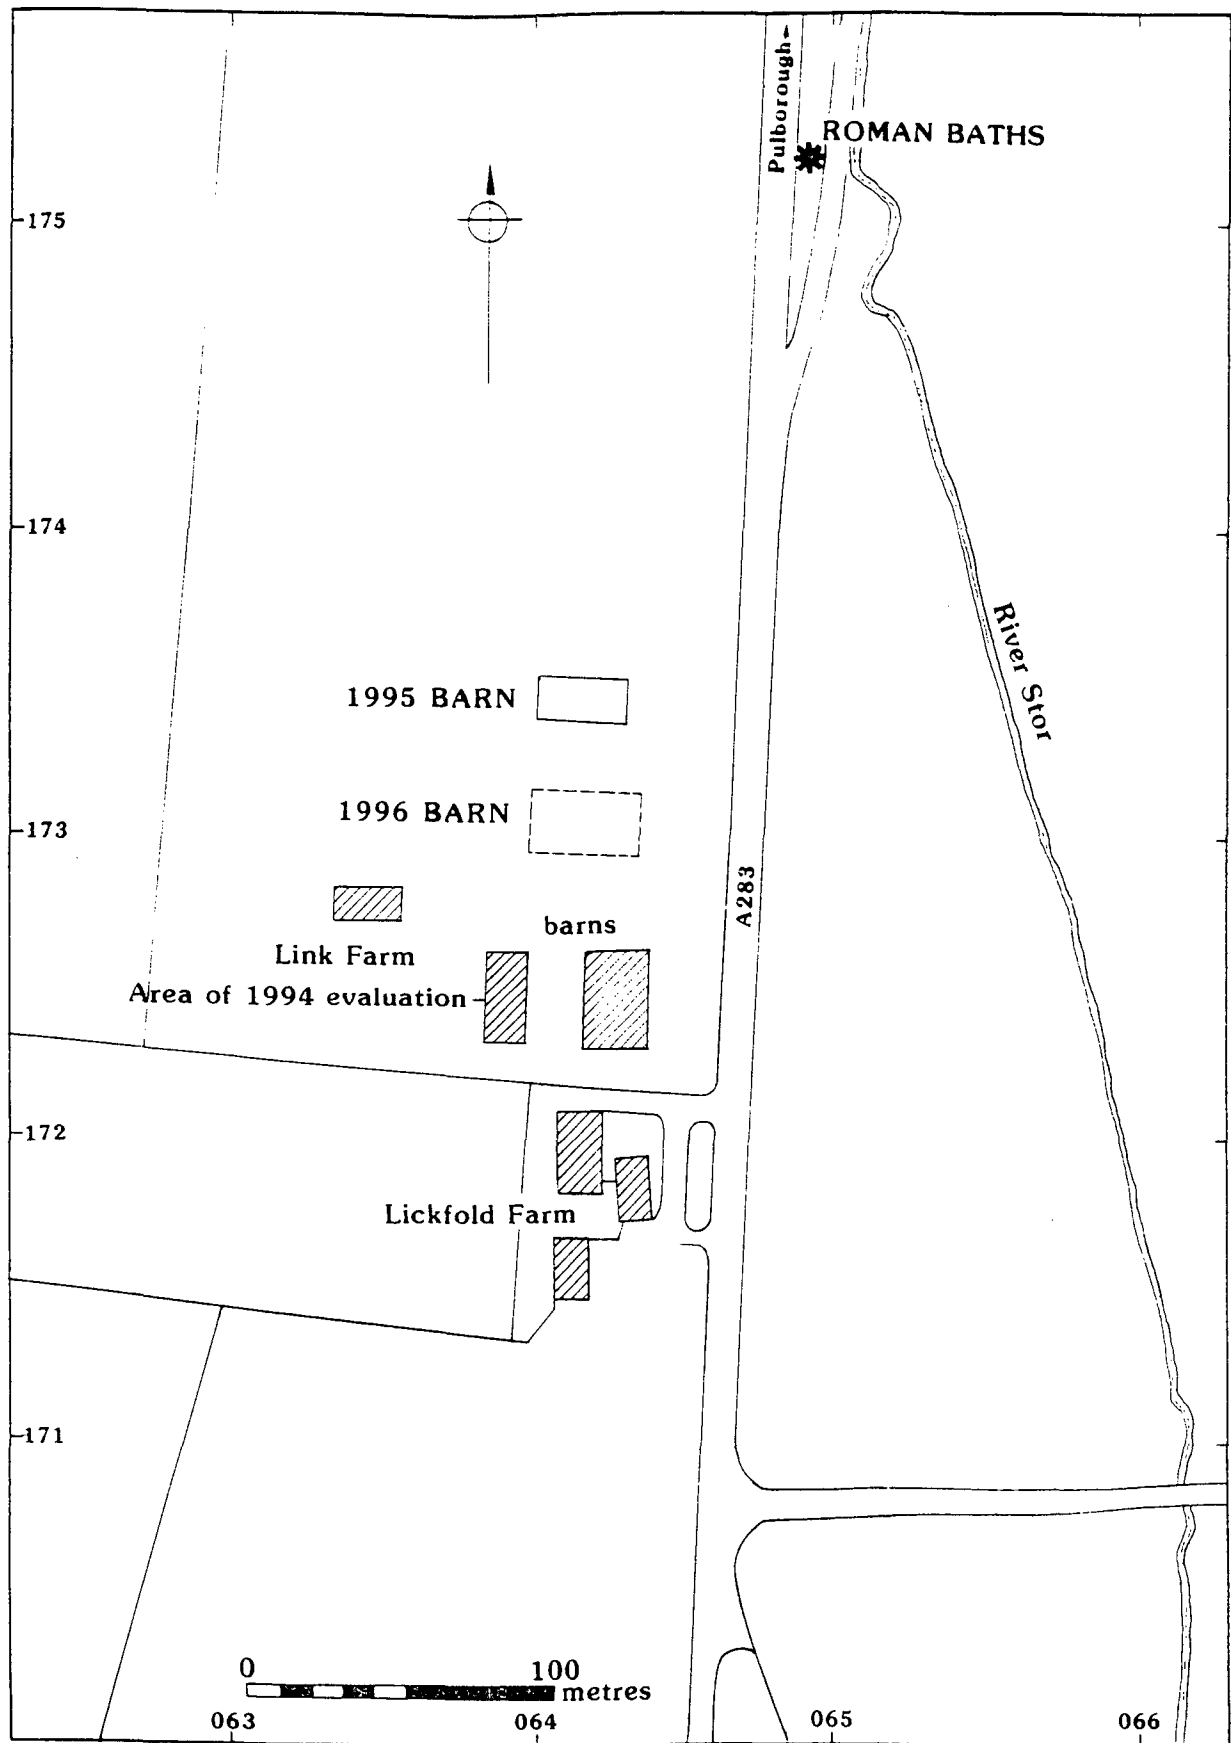 Pulborough
ROMAN BATHS
175
174
River Stor
1995 BARN
1996 BARN
173
A283
barns
Link Farm
Area of 1994 evaluation
172
Lickfold Farm
171
0 100
metres
063 064 065 066